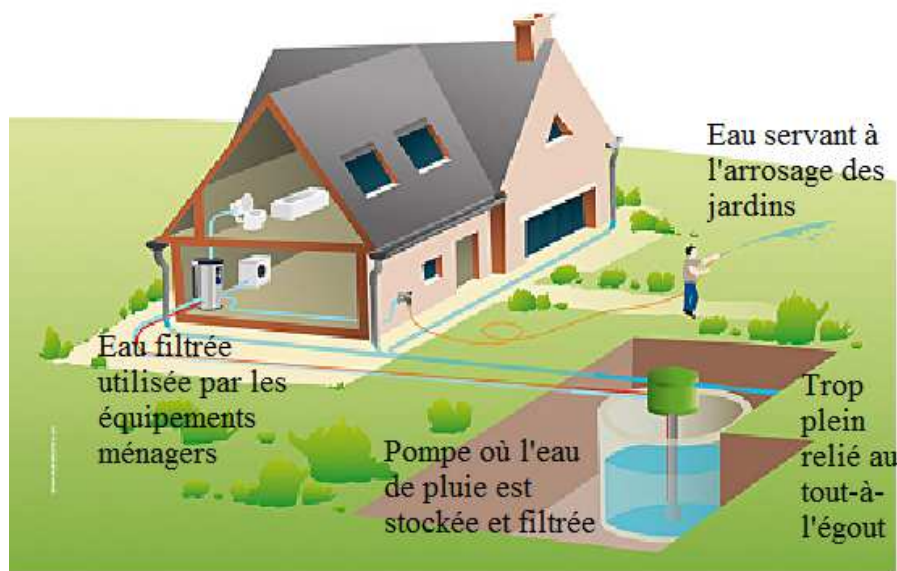 Eau servant à
l'arrosage des
jardins
Eau filtrée
utilisée par les
équipements
ménagers
Pompe où l'eau
de pluie est
stockée et filtrée
Trop
plein
relié au
tout-à-
l'égout